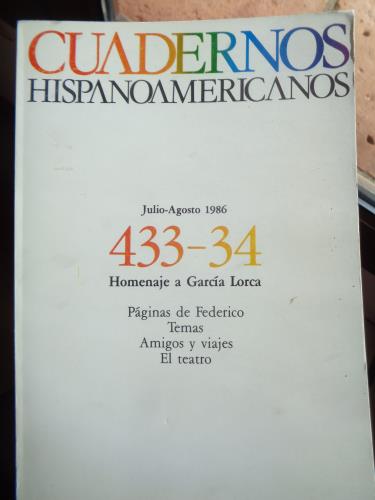 CUADERNOS
HISPANOAMERICANOS
Julio-Agosto 1986
433-34
Homenaje a García Lorca
Páginas de Federico
Temas
Amigos y viajes
El teatro